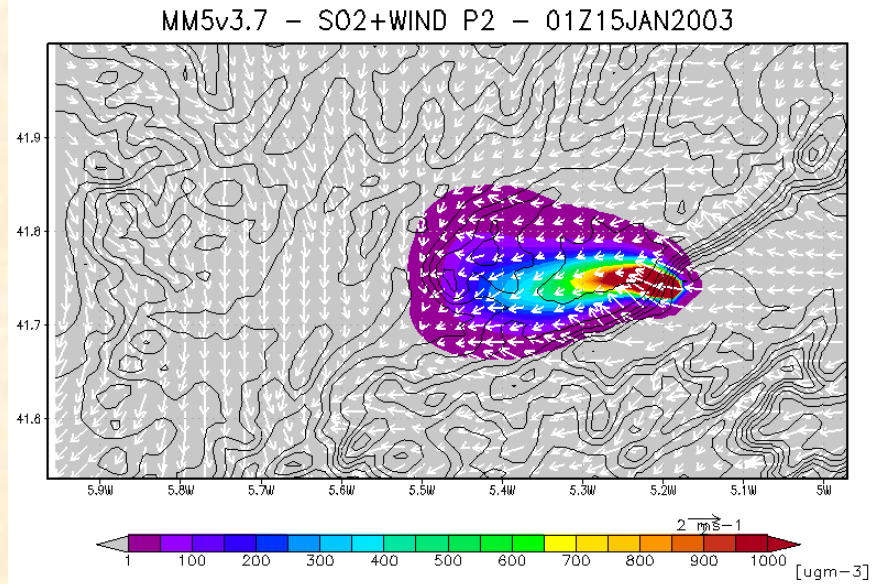 MM5v3.7 - SO2+WIND P2 - 01Z15JAN2003
41.9
41.8
41.7
41.6
5.9W 5.8W 5.7W 5.6W 5.5W 5.4W 5.3W 5.2W 5.1W 5W
2 ms-1
1 100 200 300 400 500 600 700 800 900 1000
[ugm-3]